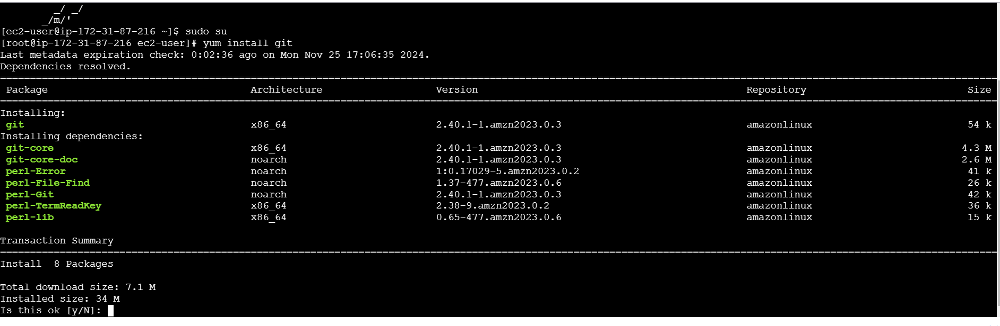 _/ _/
_/m/'
[ec2-user@ip-172-31-87-216 ~]$ sudo su
[root@ip-172-31-87-216 ec2-user]# yum install git
Last metadata expiration check: 0:02:36 ago on Mon Nov 25 17:06:35 2024.
Dependencies resolved.
Package Architecture Version Repository Size
Installing:
git x86_64 2.40.1-1.amzn2023.0.3 amazonlinux 54 k
Installing dependencies:
git-core x86_64 2.40.1-1.amzn2023.0.3 amazonlinux 4.3 M
git-core-doc noarch 2.40.1-1.amzn2023.0.3 amazonlinux 2.6 M
perl-Error noarch 1:0.17029-5.amzn2023.0.2 amazonlinux 41 k
perl-File-Find noarch 1.37-477.amzn2023.0.6 amazonlinux 26 k
perl-Git noarch 2.40.1-1.amzn2023.0.3 amazonlinux 42 k
perl-TermReadKey x86_64 2.38-9.amzn2023.0.2 amazonlinux 36 k
perl-lib x86_64 0.65-477.amzn2023.0.6 amazonlinux 15 k
Transaction Summary
Install 8 Packages
Total download size: 7.1 M
Installed size: 34 M
Is this ok [y/N]: